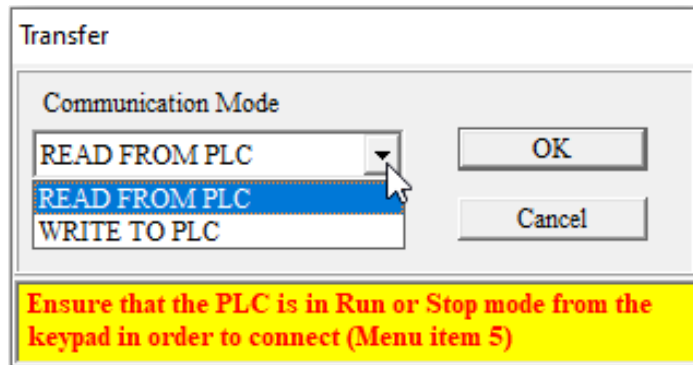 Transfer
Communication Mode
READ FROM PLC
OK
READ FROM PLC
WRITE TO PLC
Cancel
Ensure that the PLC is in Run or Stop mode from the
keypad in order to connect (Menu item 5)